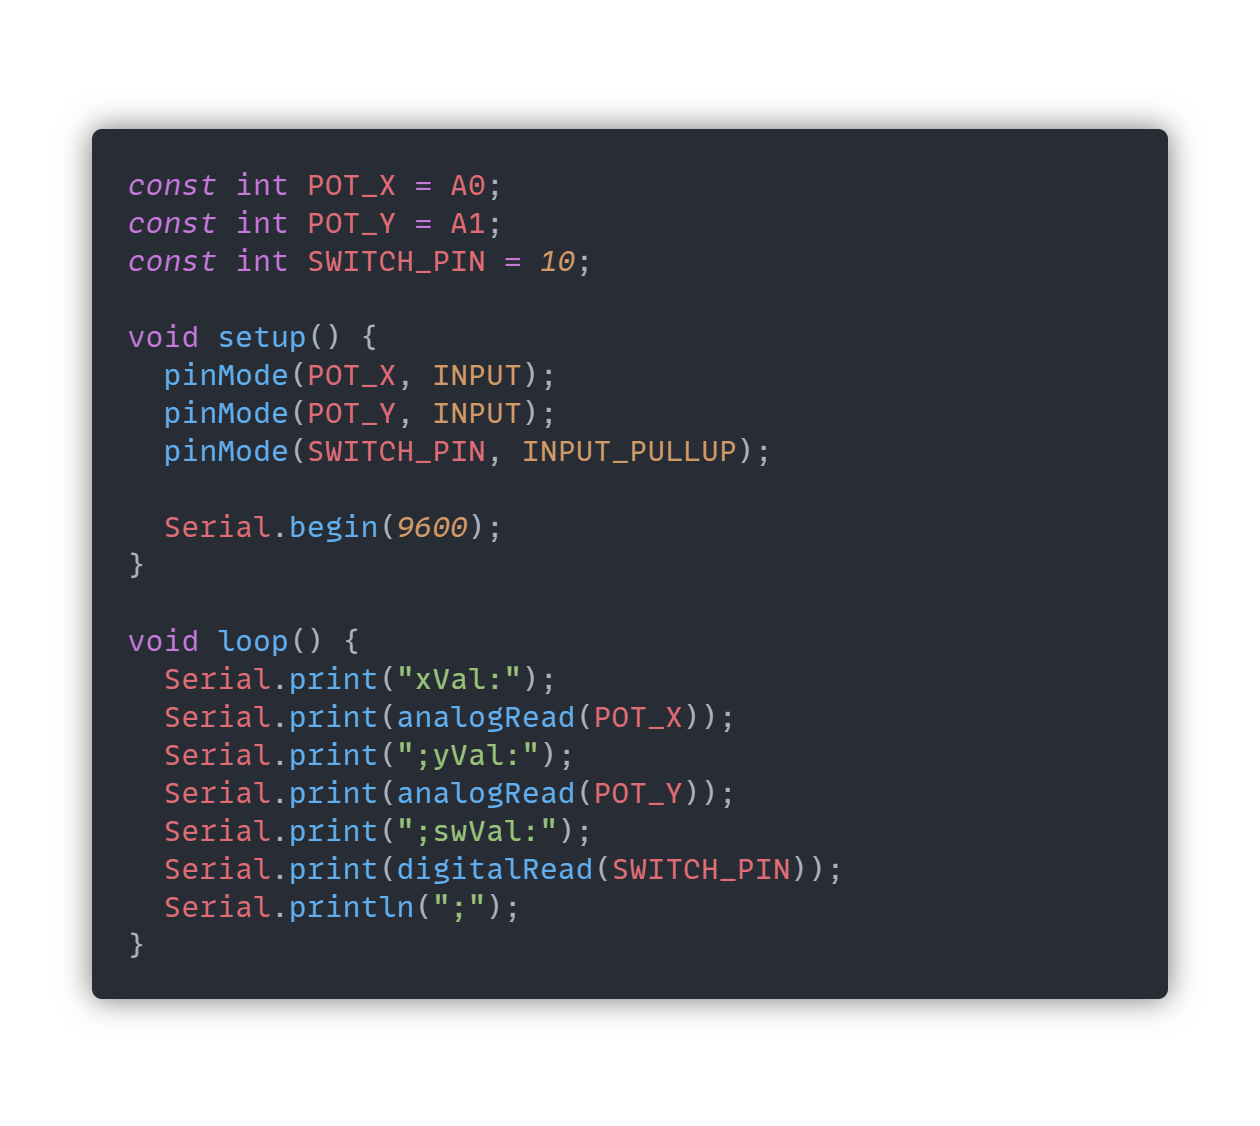 const int POT_X = A0;
const int POT_Y = A1;
const int SWITCH_PIN = 10;

void setup() {
  pinMode(POT_X, INPUT);
  pinMode(POT_Y, INPUT);
  pinMode(SWITCH_PIN, INPUT_PULLUP);

  Serial.begin(9600);
}

void loop() {
  Serial.print("xVal:");
  Serial.print(analogRead(POT_X));
  Serial.print(";yVal:");
  Serial.print(analogRead(POT_Y));
  Serial.print(";swVal:");
  Serial.print(digitalRead(SWITCH_PIN));
  Serial.println(";");
}